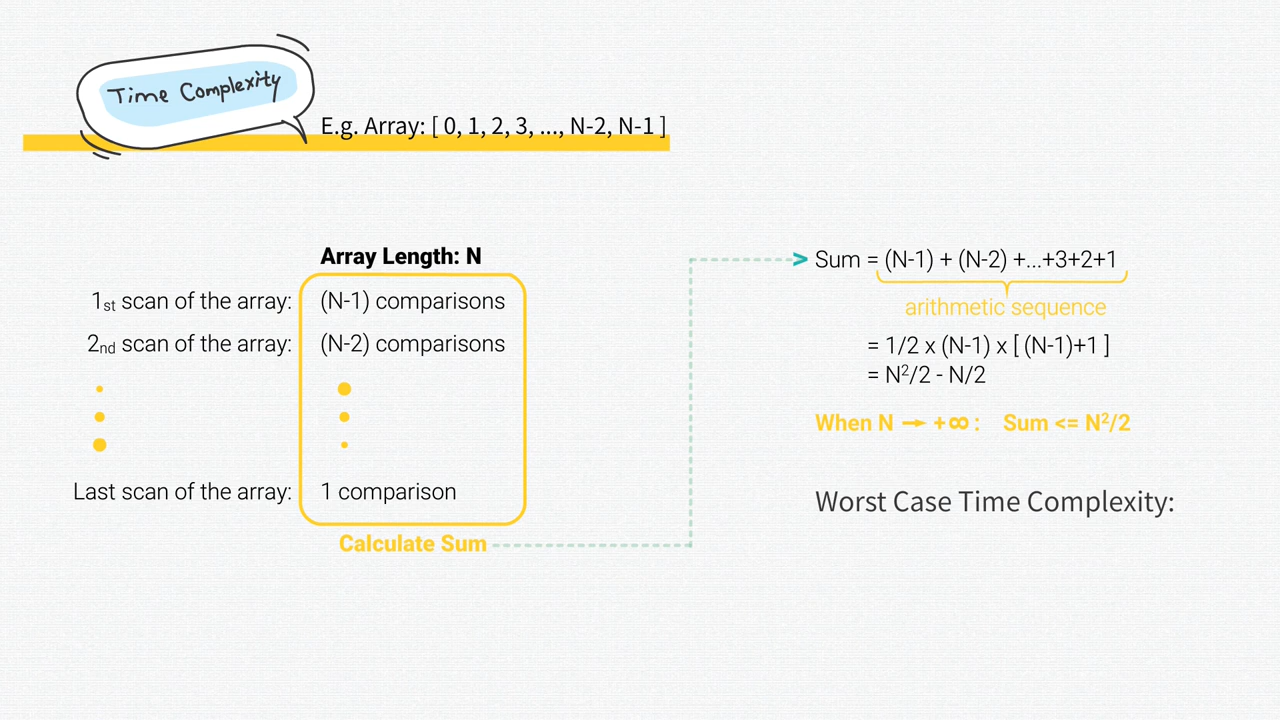 Time Complexity
E.g. Array: [ 0, 1, 2, 3, ..., N-2, N-1 ]
Array Length: N
1st scan of the array: (N-1) comparisons
2nd scan of the array: (N-2) comparisons
Last scan of the array: 1 comparison
Calculate Sum
> Sum = (N-1) + (N-2) +...+3+2+1
arithmetic sequence
= 1/2 x (N-1) x [ (N-1)+1 ]
= N²/2 - N/2
When N → +∞ : Sum <= N²/2
Worst Case Time Complexity: